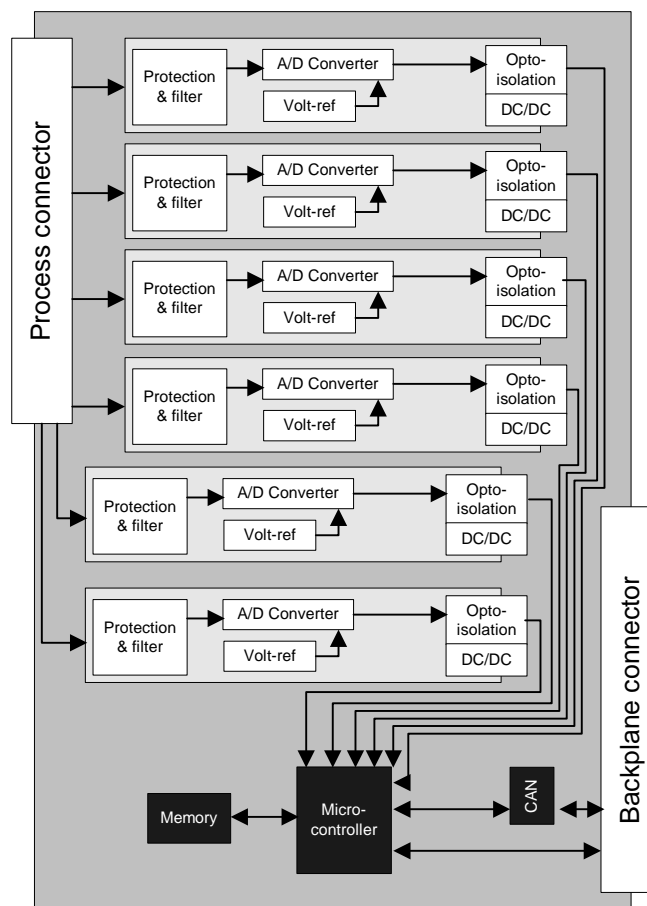 Process connector
Protection
& filter
A/D Converter
Volt-ref
Opto-
isolation
DC/DC
Protection
& filter
A/D Converter
Volt-ref
Opto-
isolation
DC/DC
Protection
& filter
A/D Converter
Volt-ref
Opto-
isolation
DC/DC
Protection
& filter
A/D Converter
Volt-ref
Opto-
isolation
DC/DC
Protection
& filter
A/D Converter
Volt-ref
Opto-
isolation
DC/DC
Protection
& filter
A/D Converter
Volt-ref
Opto-
isolation
DC/DC
Memory
Micro-
controller
CAN
Backplane connector